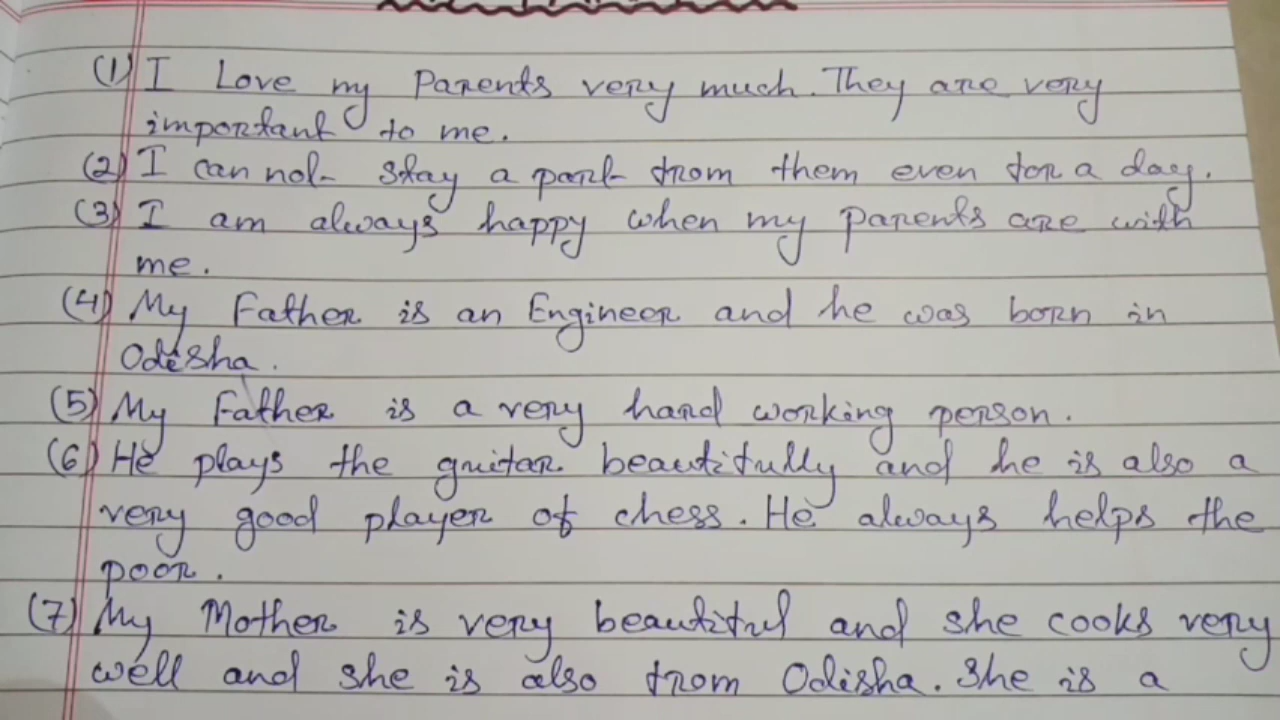 (1) I Love my Parents very much. They are very
important to me.
(2) I can not stay a part from them even for a day.
(3) I am always happy when my parents are with
me.
(4) My Father is an Engineer and he was born in
Odisha.
(5) My Father is a very hard working person.
(6) He plays the guitar beautifully and he is also a
very good player of chess. He always helps the
poor.
(7) My Mother is very beautiful and she cooks very
well and she is also from Odisha. She is a